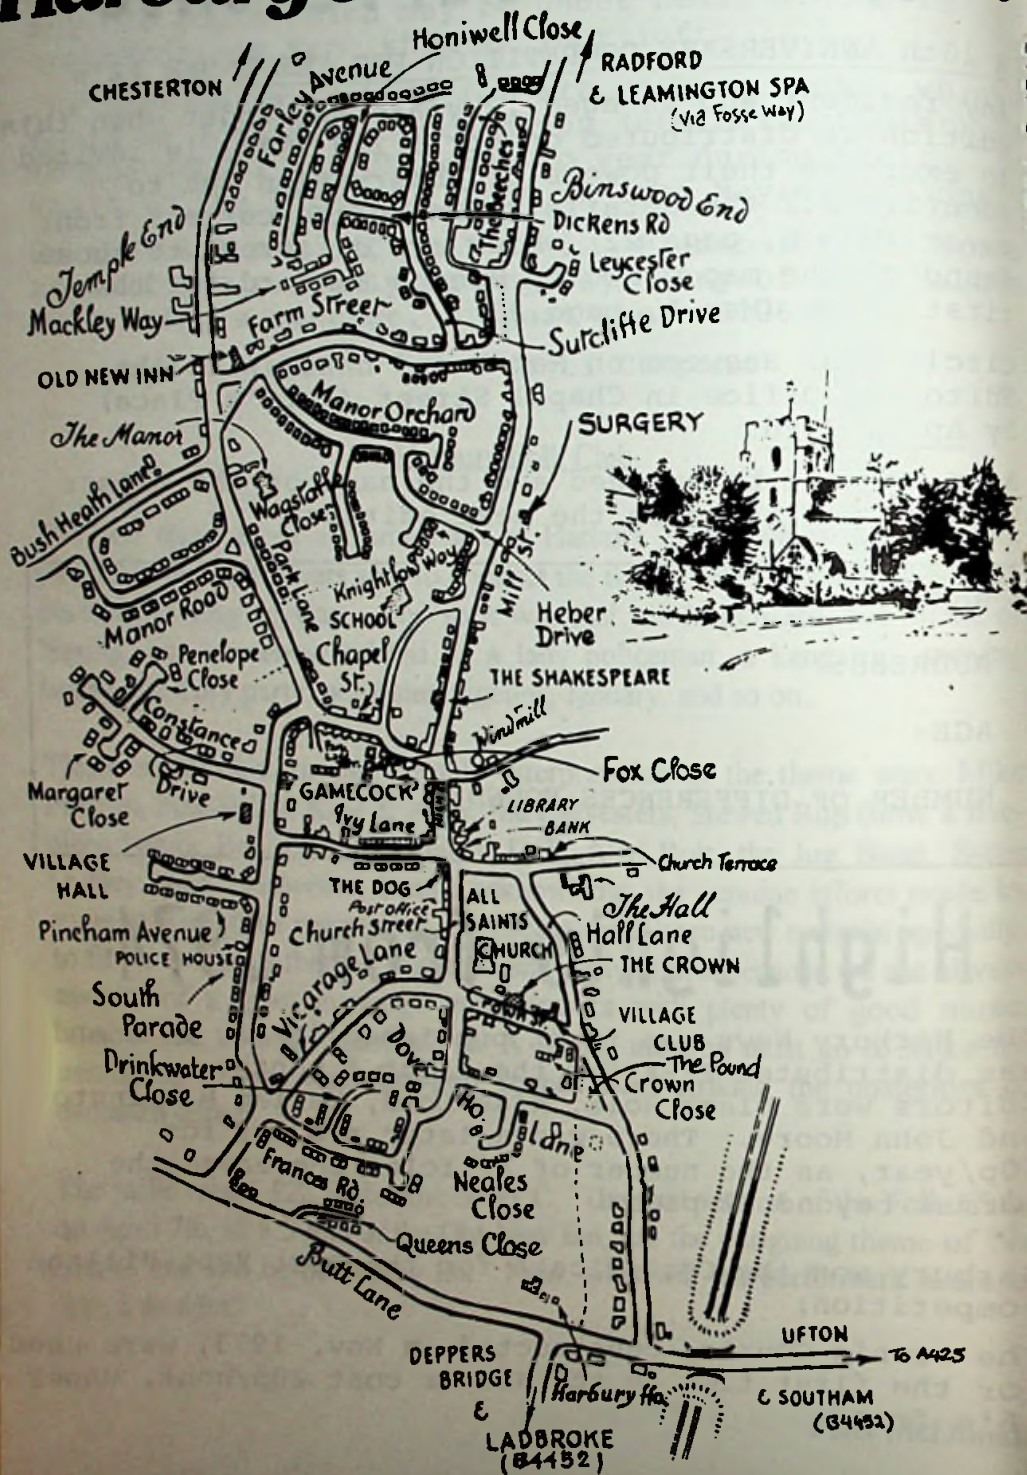 Honiwell Close
CHESTERTON
Farley Avenue
RADFORD
& LEAMINGTON SPA
(Via Fosse Way)
The Beeches
Binswood End
Dickens Rd
Leycester
Close
Temple End
Mackley Way
Farm Street
Sutcliffe Drive
OLD NEW INN
Manor Orchard
The Manor
SURGERY
Bush Heath Lane
Wagstaffe
Close
Park Lane
Knightlow Way
Mill St.
Manor Road
SCHOOL
Heber
Drive
Chapel
St.
Penelope
Close
THE SHAKESPEARE
Constance
Drive
Windmill
Fox Close
Margaret
Close
GAMECOCK
Ivy Lane
LIBRARY
BANK
VILLAGE
HALL
Church Terrace
THE DOG
Post Office
Church Street
ALL
SAINTS
CHURCH
The Hall
Hall Lane
Pincham Avenue
POLICE HOUSE
THE CROWN
Vicarage Lane
South
Parade
Crown St.
VILLAGE
CLUB
The Pound
Crown
Close
Drinkwater
Close
Dove
Ho.
Lane
Frances Rd.
Neales
Close
Queens Close
Butt Lane
DEPPERS
BRIDGE
&
LADBROKE
(B4452)
Harbury Ho.
UFTON
To A425
& SOUTHAM
(B4452)